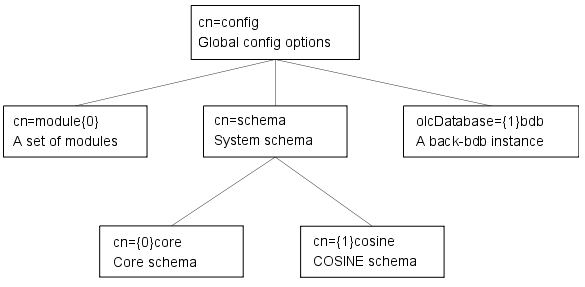 cn=config
Global config options
cn=module{0}
A set of modules
cn=schema
System schema
olcDatabase={1}bdb
A back-bdb instance
cn={0}core
Core schema
cn={1}cosine
COSINE schema